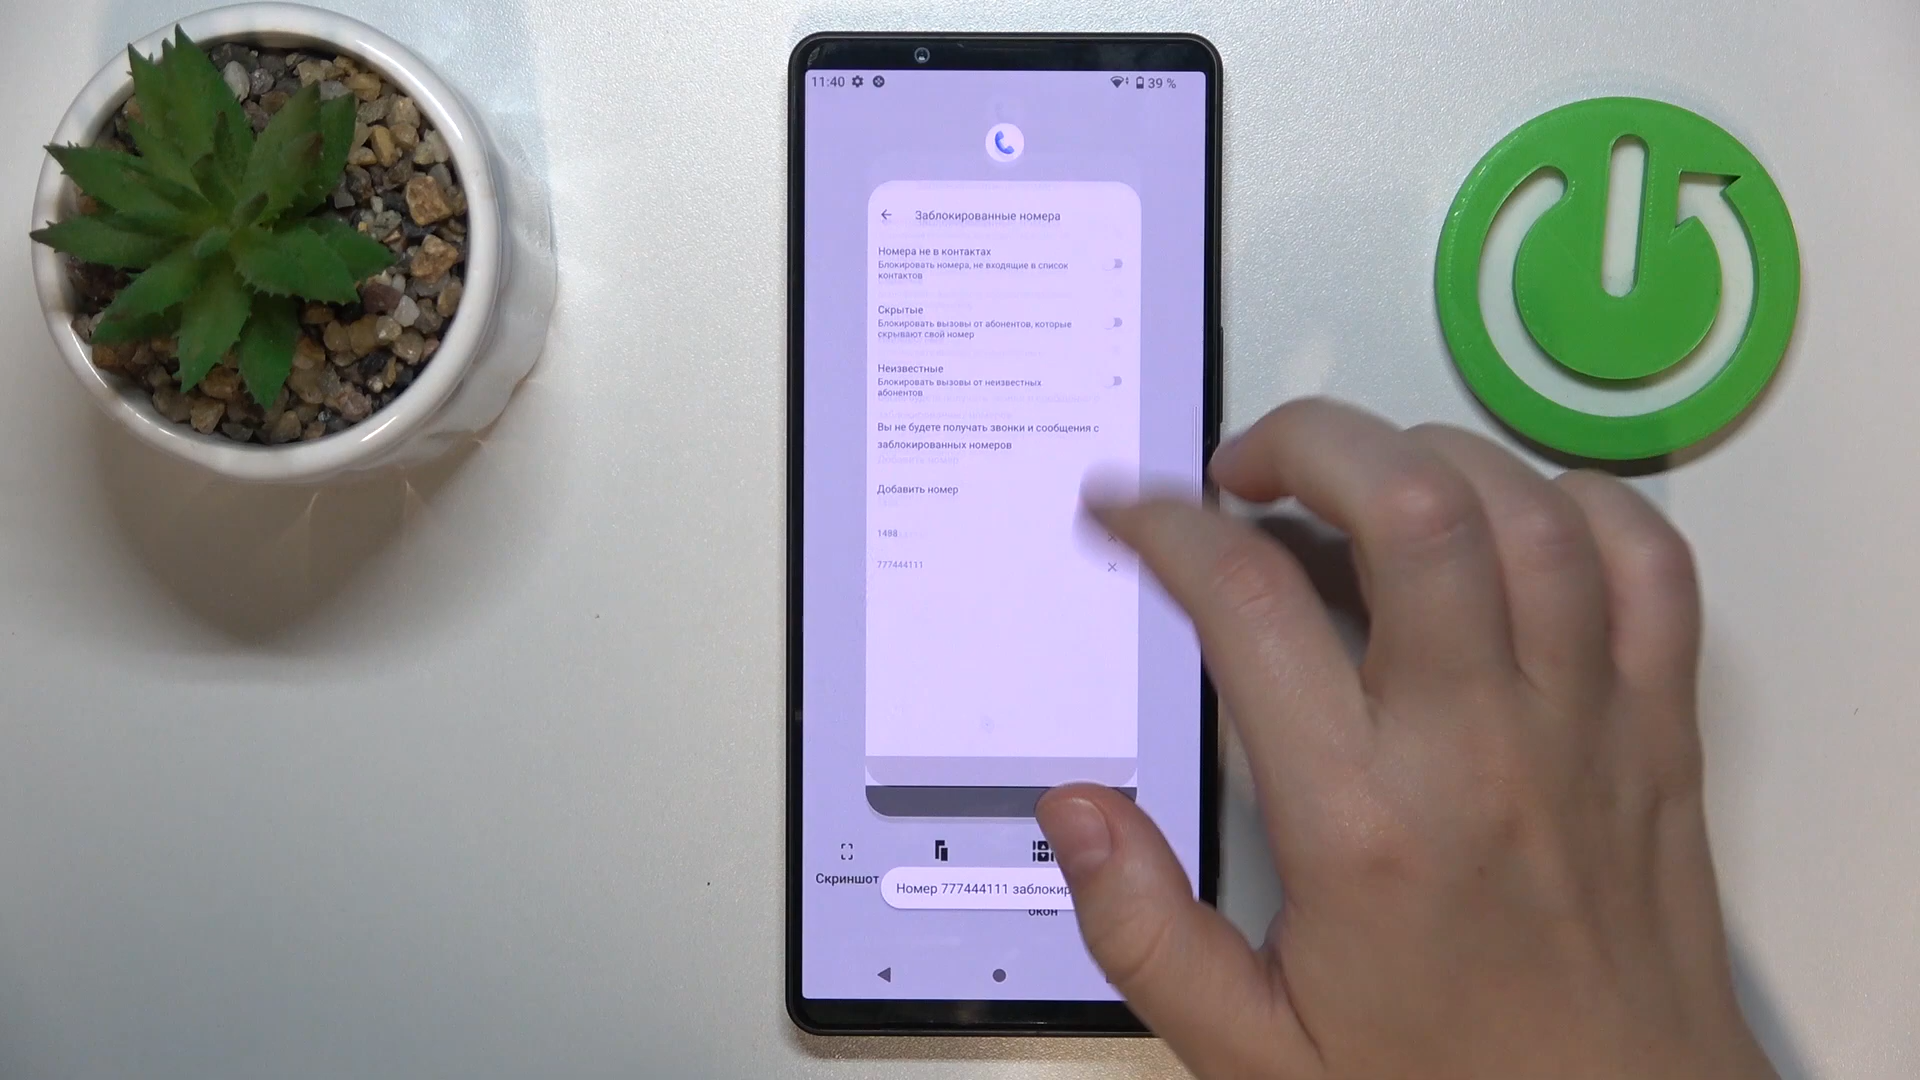 11:40
39 %
Заблокированные номера
Номера не в контактах
Блокировать номера, не входящие в список
контактов
Скрытые
Блокировать вызовы от абонентов, которые
скрывают свой номер
Неизвестные
Блокировать вызовы от неизвестных
абонентов
Вы не будете получать звонки и сообщения с
заблокированных номеров
Добавить номер
1488
777444111
Скриншот
Номер 777444111
окон